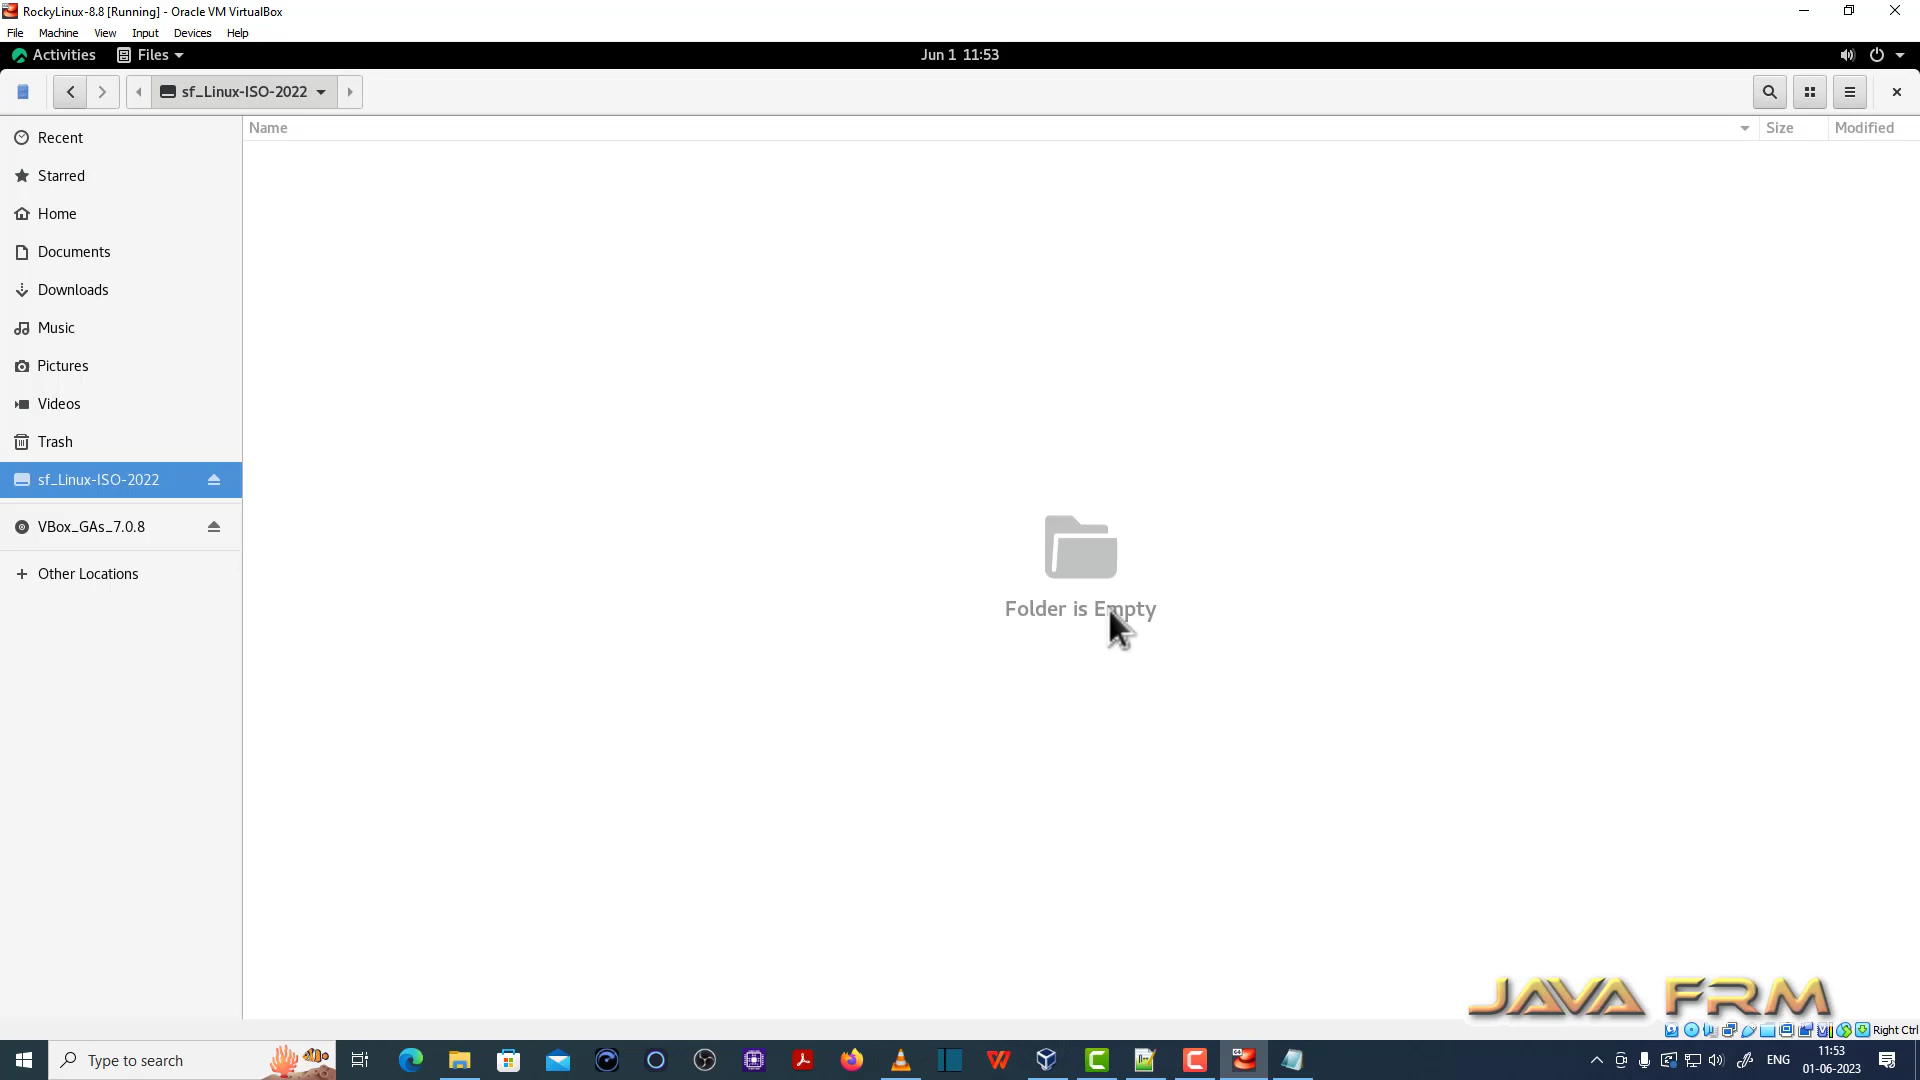 RockyLinux-8.8 [Running] - Oracle VM VirtualBox
File Machine View Input Devices Help
Activities Files Jun 1 11:53
sf_Linux-ISO-2022
Name Size Modified
Recent
Starred
Home
Documents
Downloads
Music
Pictures
Videos
Trash
sf_Linux-ISO-2022
VBox_GAs_7.0.8
Other Locations
Folder is Empty
JAVA FRM
Right Ctrl
Type to search
ENG
11:53
01-06-2023